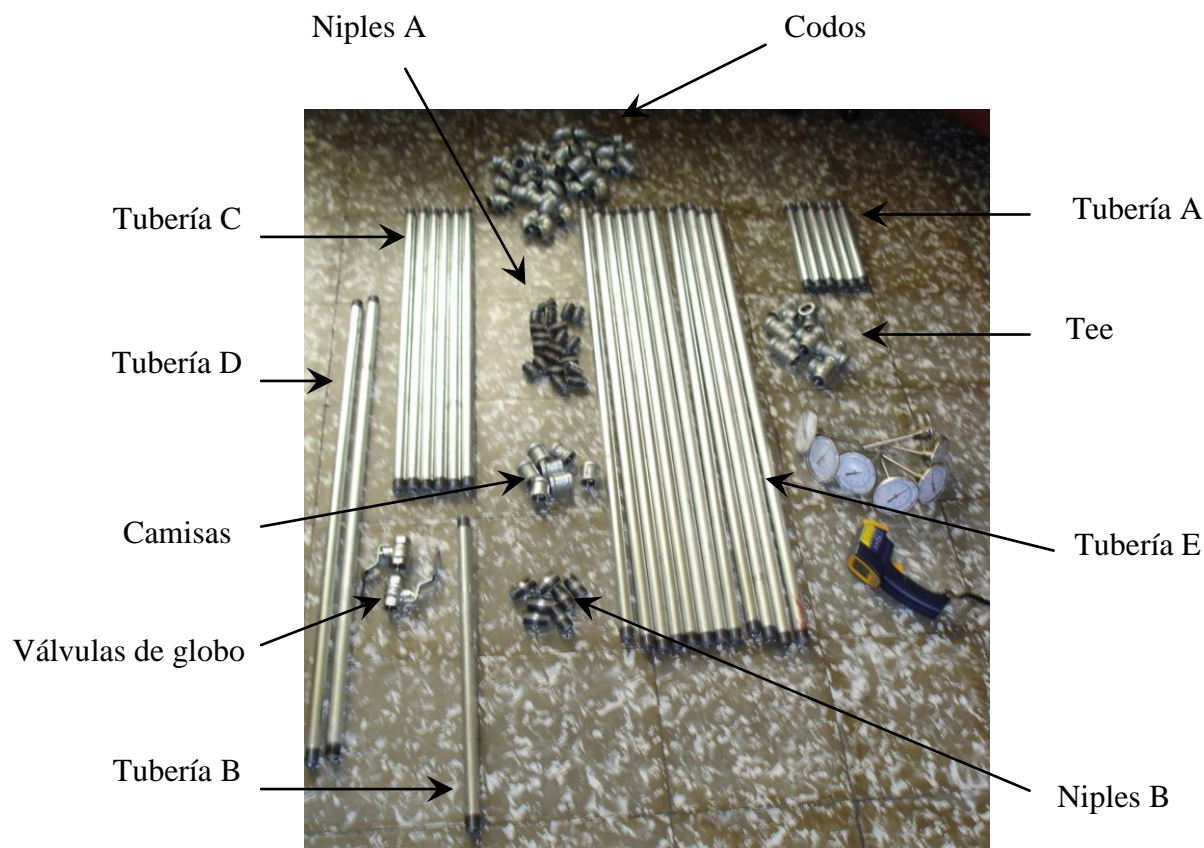 Niples A
Codos
Tubería C
Tubería A
Tee
Tubería D
Camisas
Tubería E
Válvulas de globo
Tubería B
Niples B